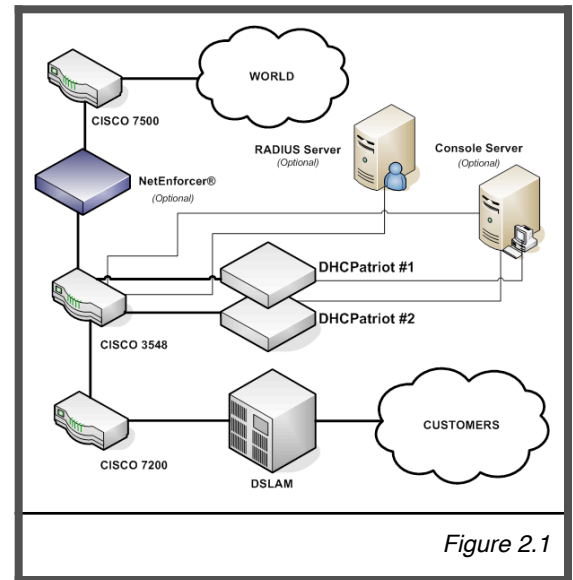 WORLD
CISCO 7500
RADIUS Server
(Optional)
Console Server
(Optional)
NetEnforcer®
(Optional)
DHCPatriot #1
DHCPatriot #2
CISCO 3548
CUSTOMERS
CISCO 7200
DSLAM
Figure 2.1